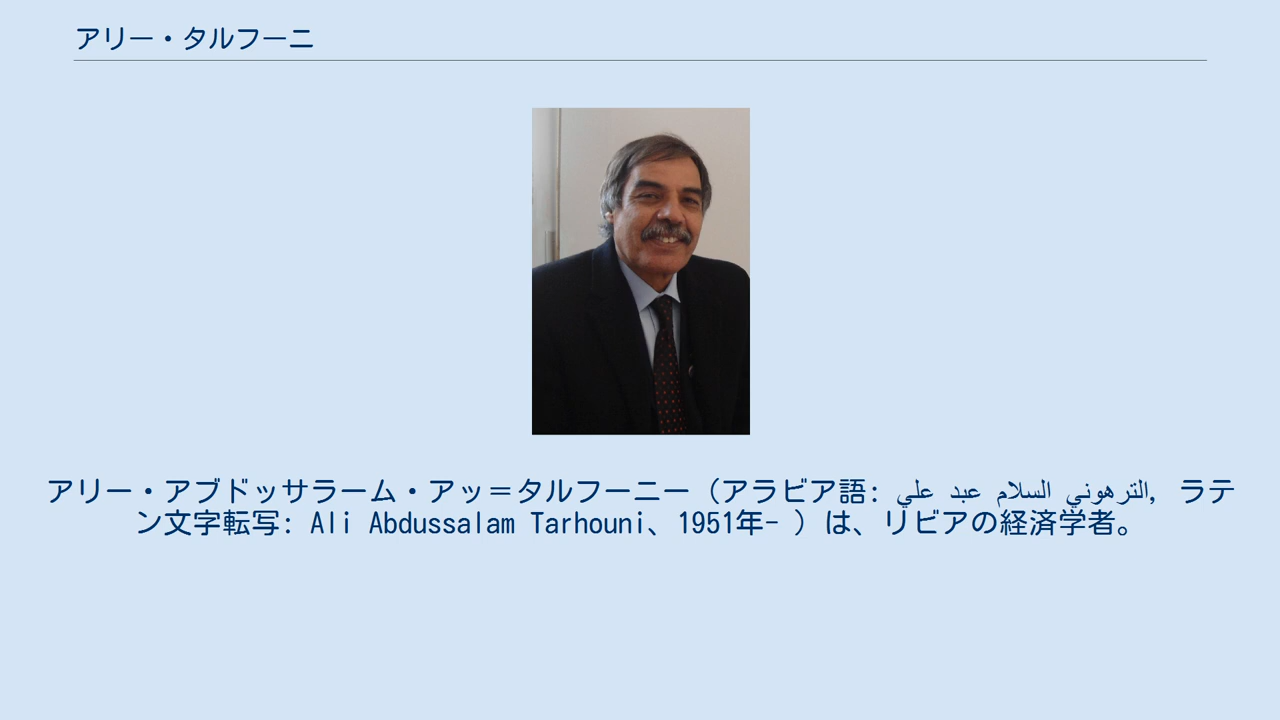 アリー・タルフーニ
アリー・アブドッサラーム・アッ＝タルフーニー（アラビア語: علي عبد السلام الترهوني, ラテ
ン文字転写: Ali Abdussalam Tarhouni、1951年- ）は、リビアの経済学者。